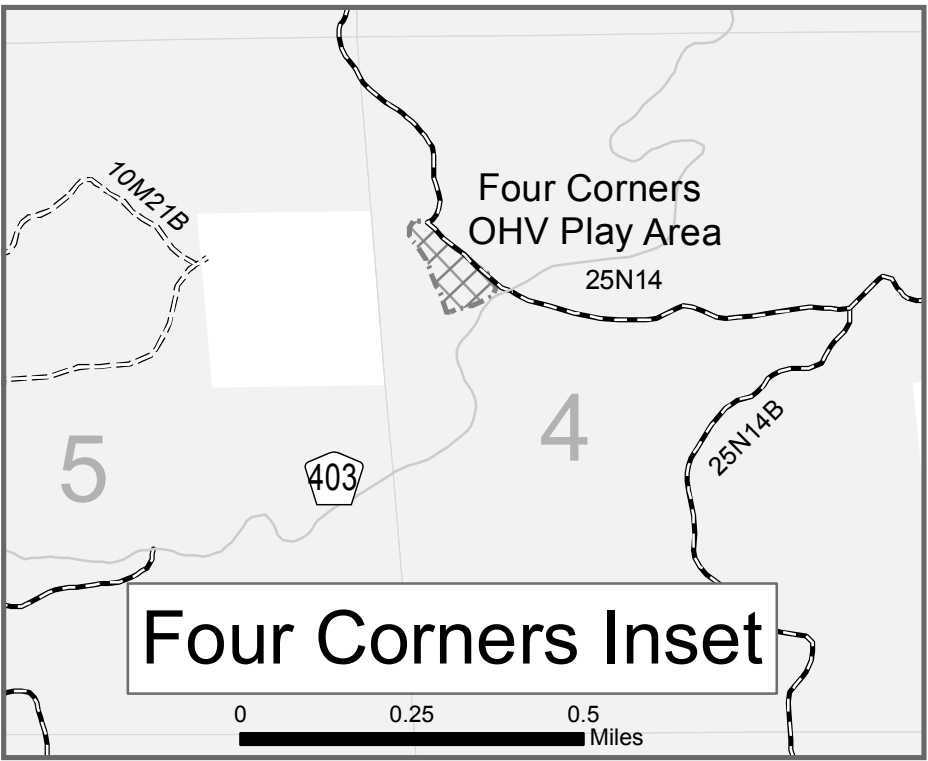 10M21B
Four Corners
OHV Play Area
25N14
4
25N14B
5
403
Four Corners Inset
0 0.25 0.5
Miles